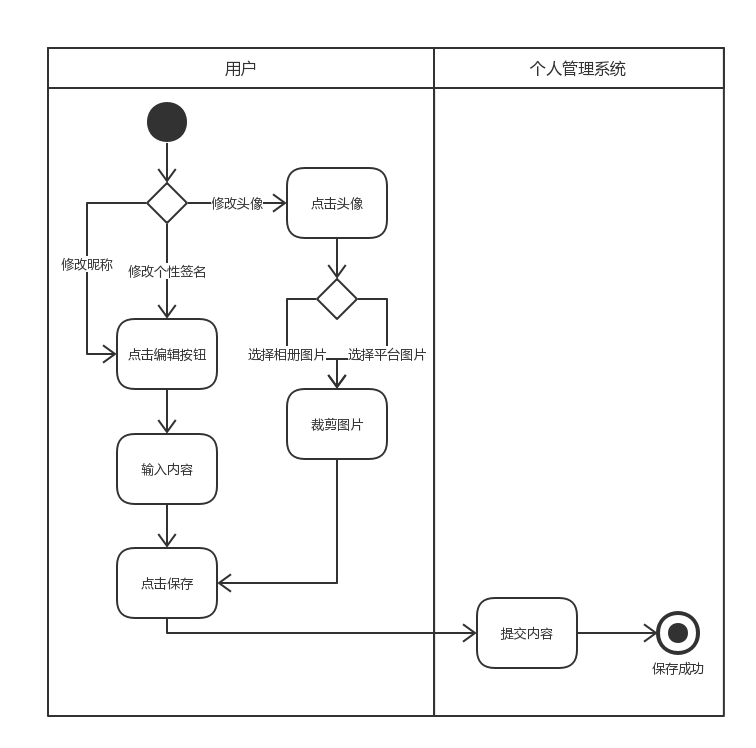 用户
个人管理系统
修改头像
点击头像
修改昵称
修改个性签名
点击编辑按钮
选择相册图片
选择平台图片
裁剪图片
输入内容
点击保存
提交内容
保存成功